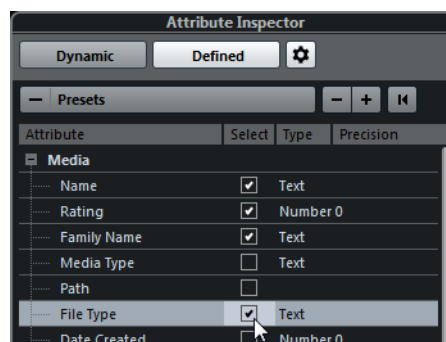 Attribute Inspector
Dynamic Defined
Presets
Attribute Select Type Precision
Media
Name Text
Rating Number 0
Family Name Text
Media Type Text
Path
File Type Text
Date Created Number 0